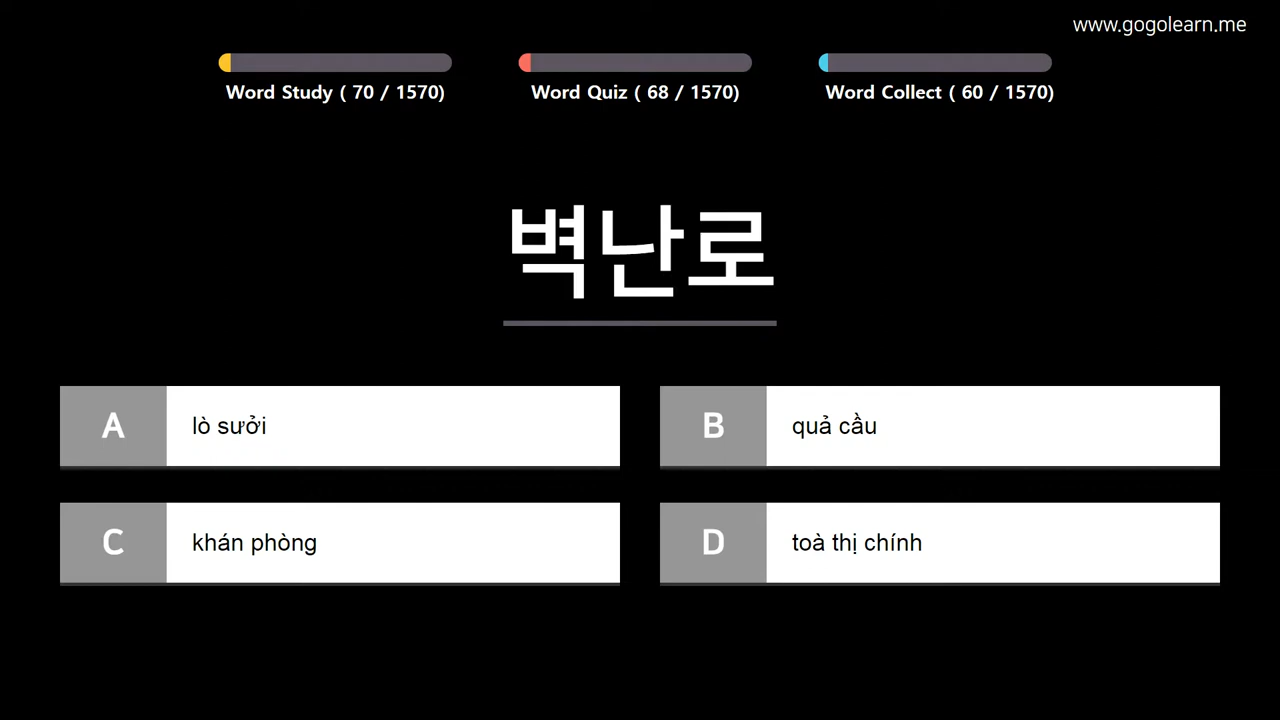 www.gogolearn.me
Word Study ( 70 / 1570)
Word Quiz ( 68 / 1570)
Word Collect ( 60 / 1570)
벽난로
A lò sưởi
B quả cầu
C khán phòng
D toà thị chính